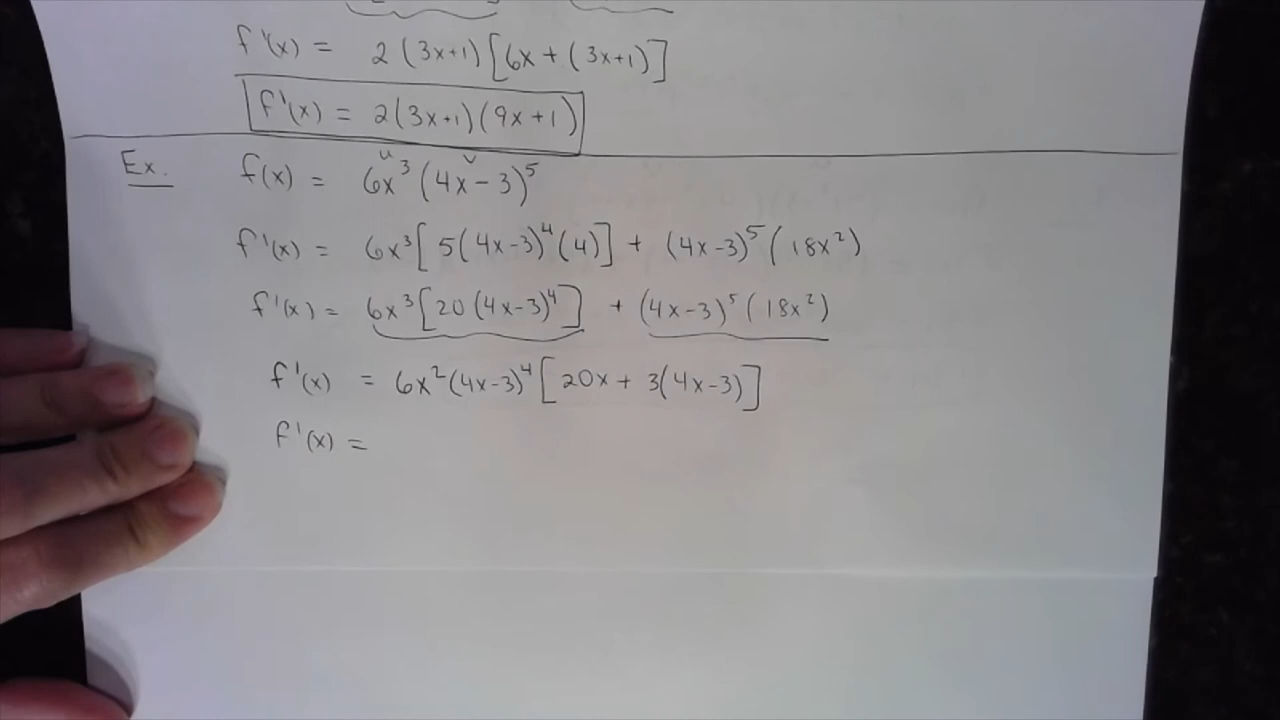 f'(x) = 2(3x+1)[6x + (3x+1)]
f'(x) = 2(3x+1)(9x+1)
Ex. f(x) = 6x³(4x-3)⁵
u v
f'(x) = 6x³[5(4x-3)⁴(4)] + (4x-3)⁵(18x²)
f'(x) = 6x³[20(4x-3)⁴] + (4x-3)⁵(18x²)
f'(x) = 6x²(4x-3)⁴[20x + 3(4x-3)]
f'(x) =